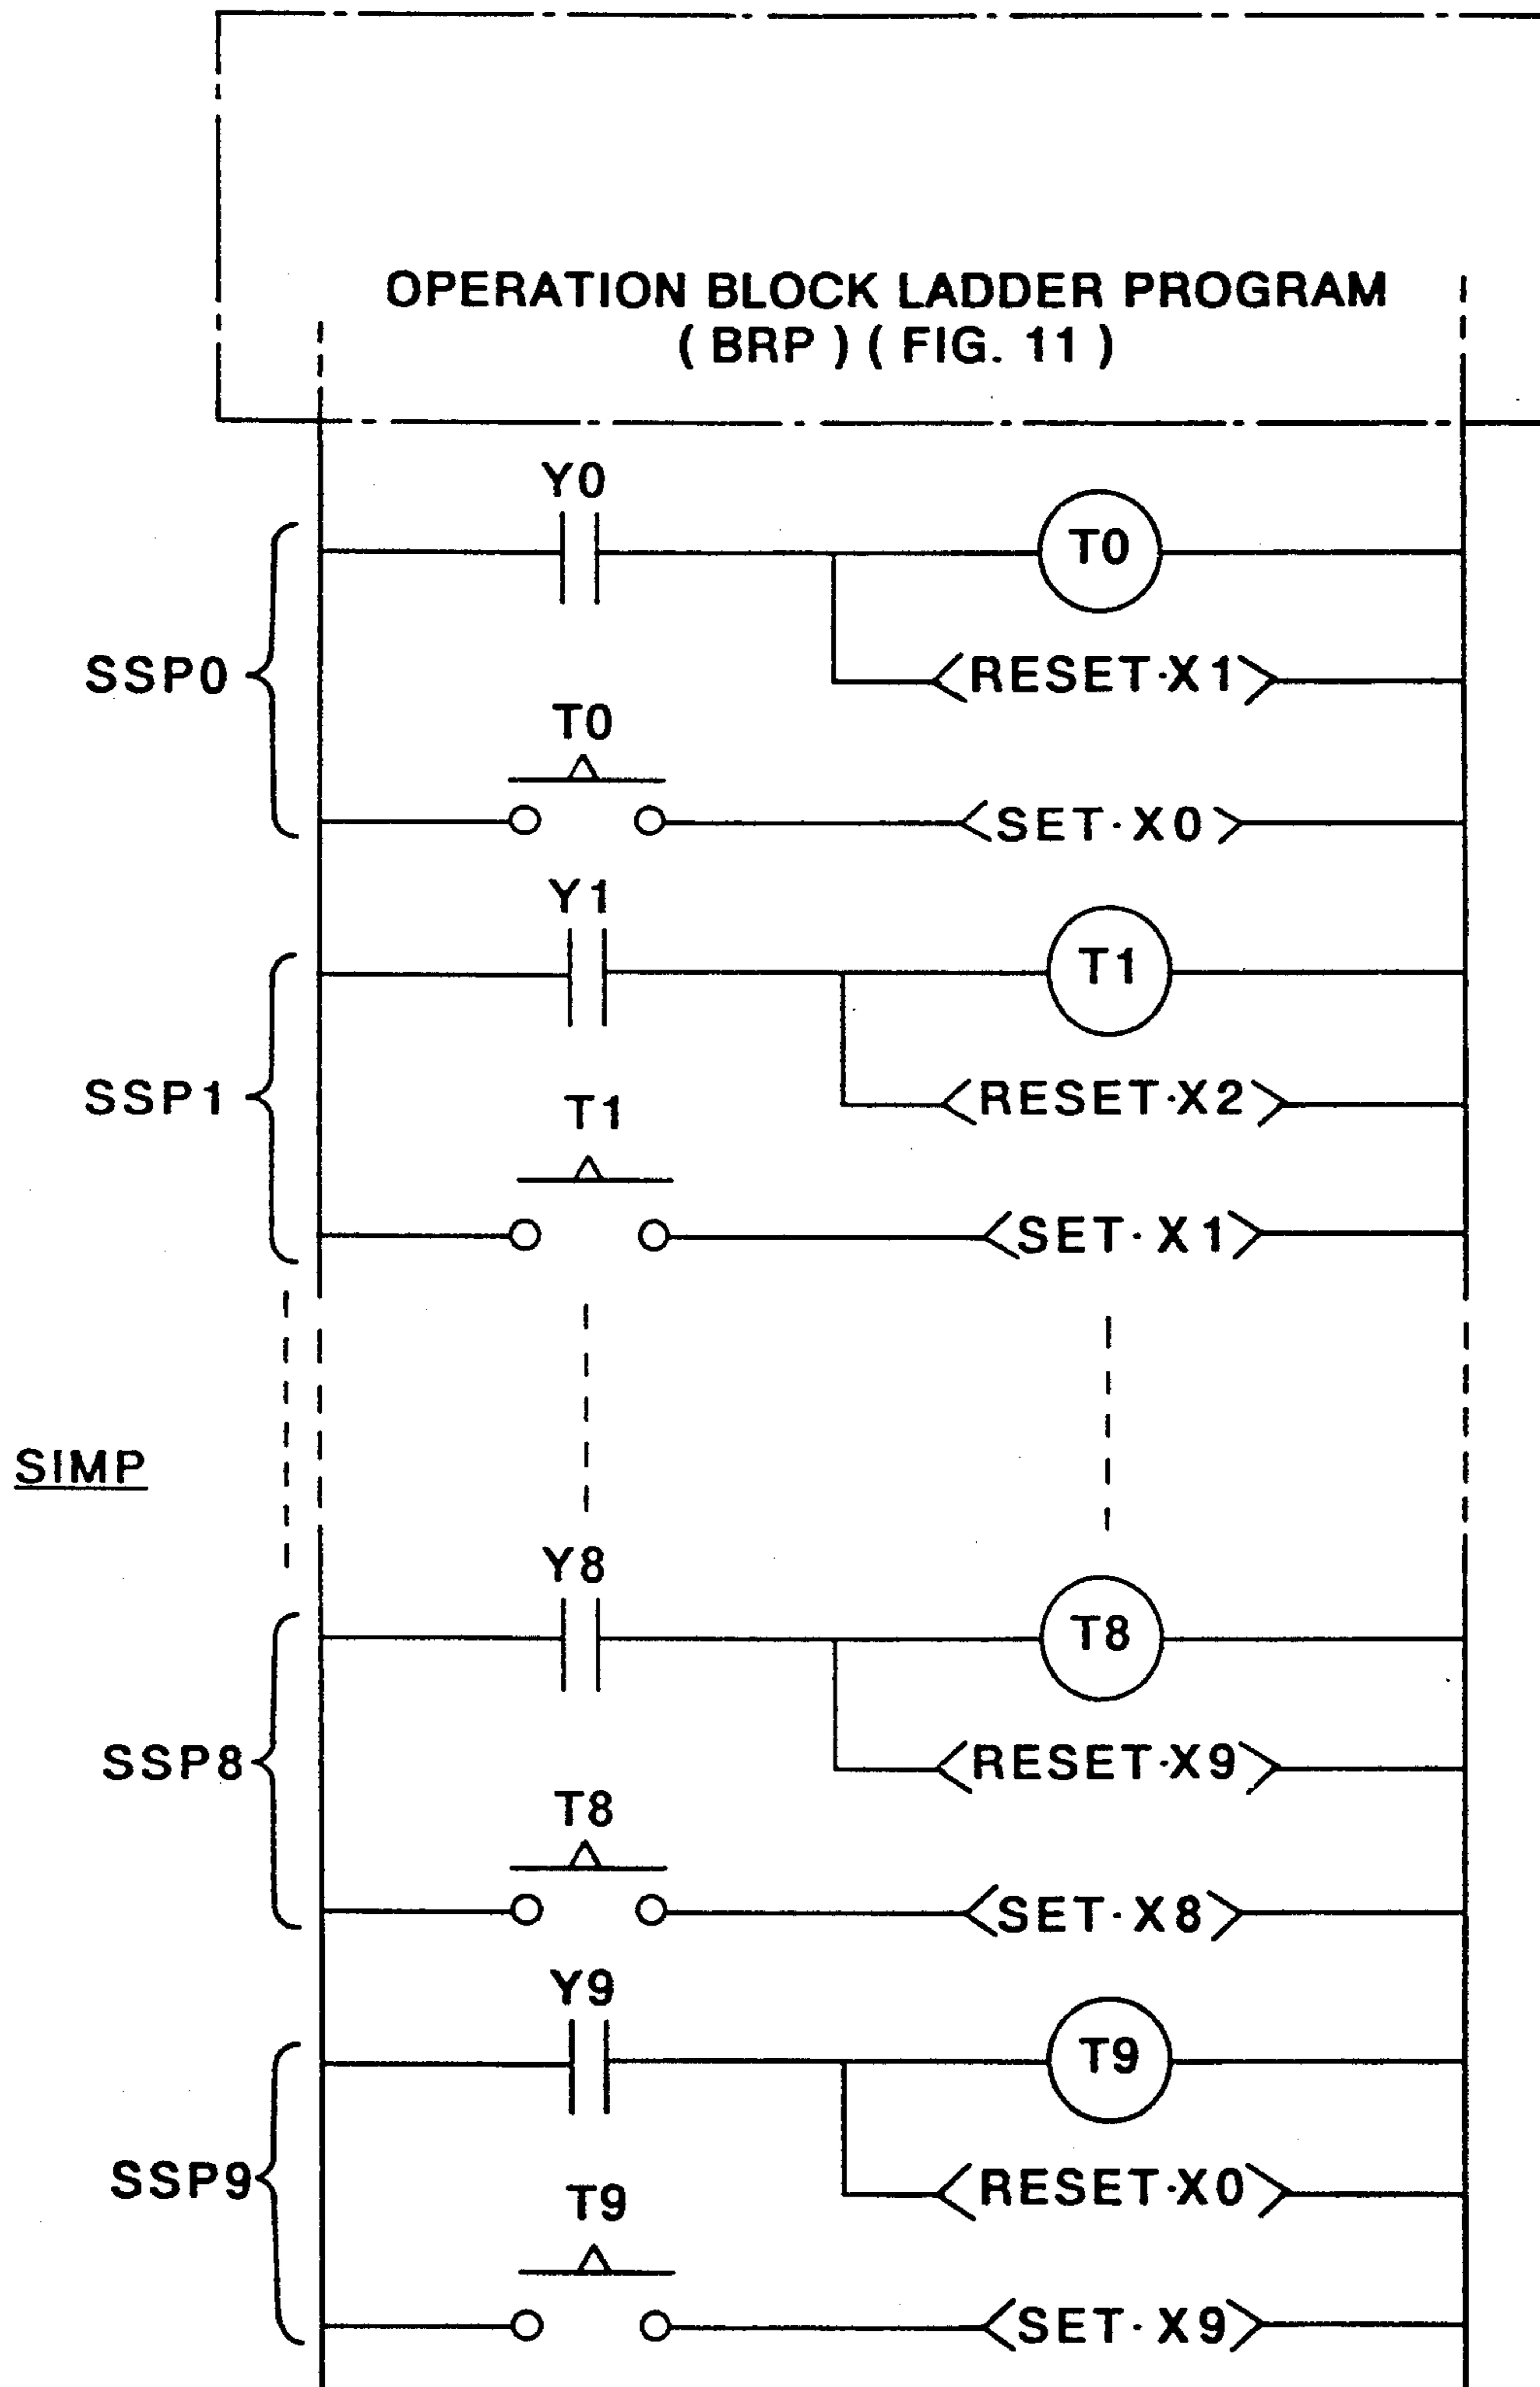 OPERATION BLOCK LADDER PROGRAM
( BRP ) ( FIG. 11 )
Y0
T0
SSP0
<RESET·X1>
T0
<SET·X0>
Y1
T1
SSP1
<RESET·X2>
T1
<SET·X1>
SIMP
Y8
T8
SSP8
<RESET·X9>
T8
<SET·X8>
Y9
T9
SSP9
<RESET·X0>
T9
<SET·X9>